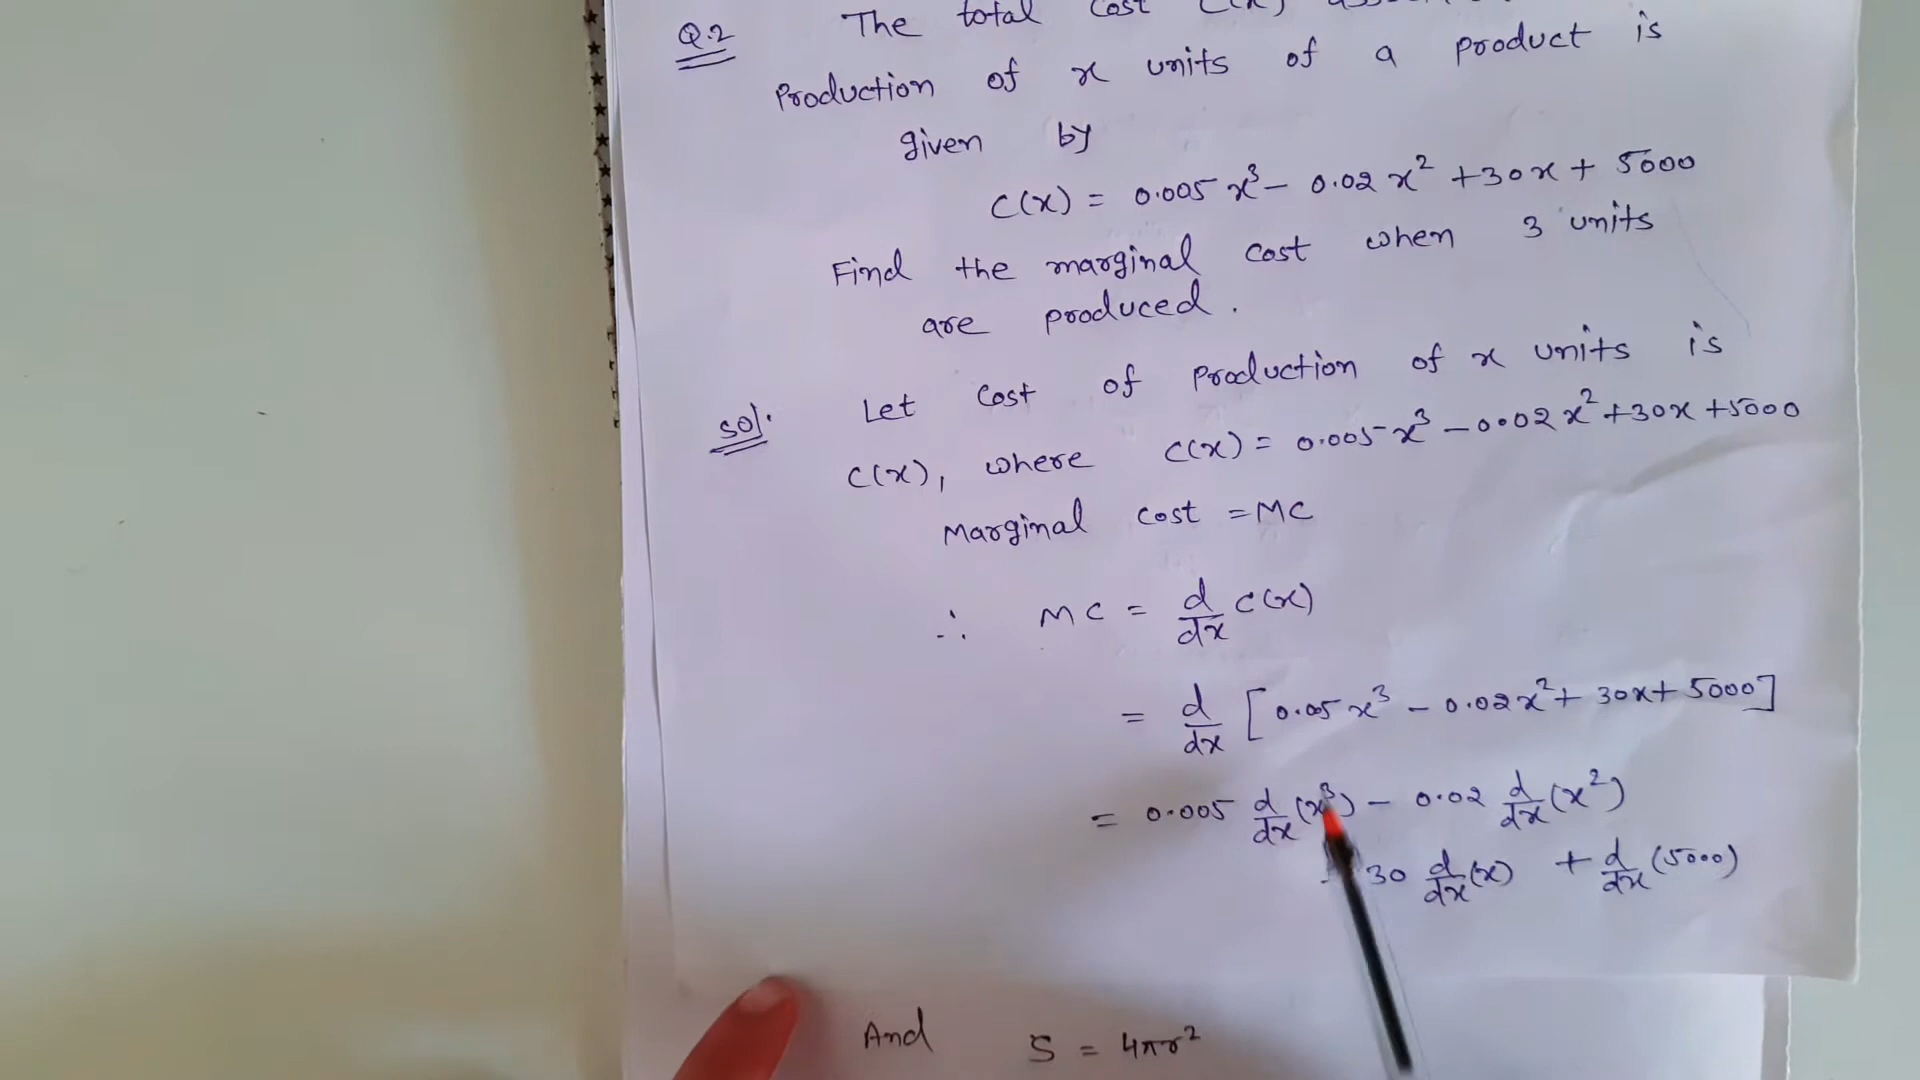 Q.2 The total cost C(x)
Production of x units of a product is
given by
C(x) = 0.005 x³ - 0.02 x² + 30x + 5000
Find the marginal cost when 3 units
are produced.
Sol. Let cost of production of x units is
C(x), where C(x) = 0.005 x³ - 0.02 x² + 30x + 5000
Marginal cost = MC
∴ MC = d/dx C(x)
= d/dx [0.005 x³ - 0.02x² + 30x + 5000]
= 0.005 d/dx (x³) - 0.02 d/dx (x²)
30 d/dx (x) + d/dx (5000)
And S = 4πr²